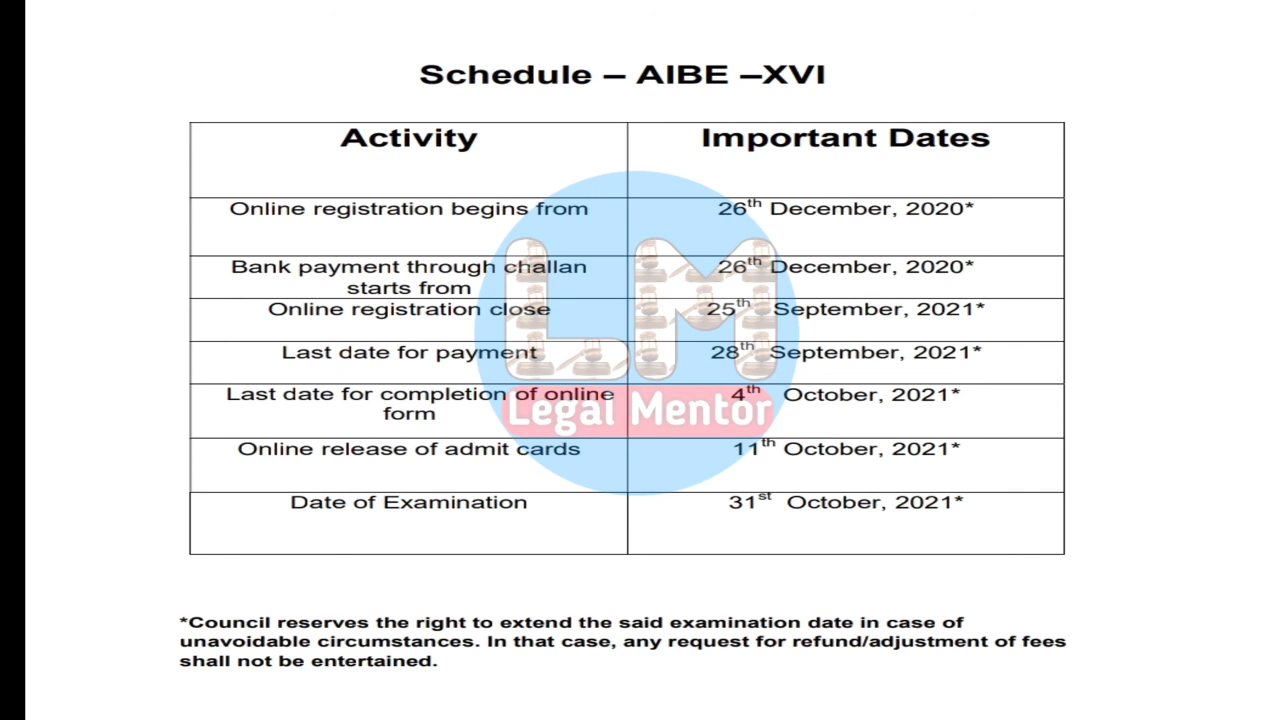 Schedule – AIBE –XVI
Activity Important Dates
Online registration begins from 26th December, 2020*
Bank payment through challan 26th December, 2020*
starts from
Online registration close 25th September, 2021*
Last date for payment 28th September, 2021*
Last date for completion of online 4th October, 2021*
form
LM
Legal Mentor
Online release of admit cards 11th October, 2021*
Date of Examination 31st October, 2021*
*Council reserves the right to extend the said examination date in case of
unavoidable circumstances. In that case, any request for refund/adjustment of fees
shall not be entertained.